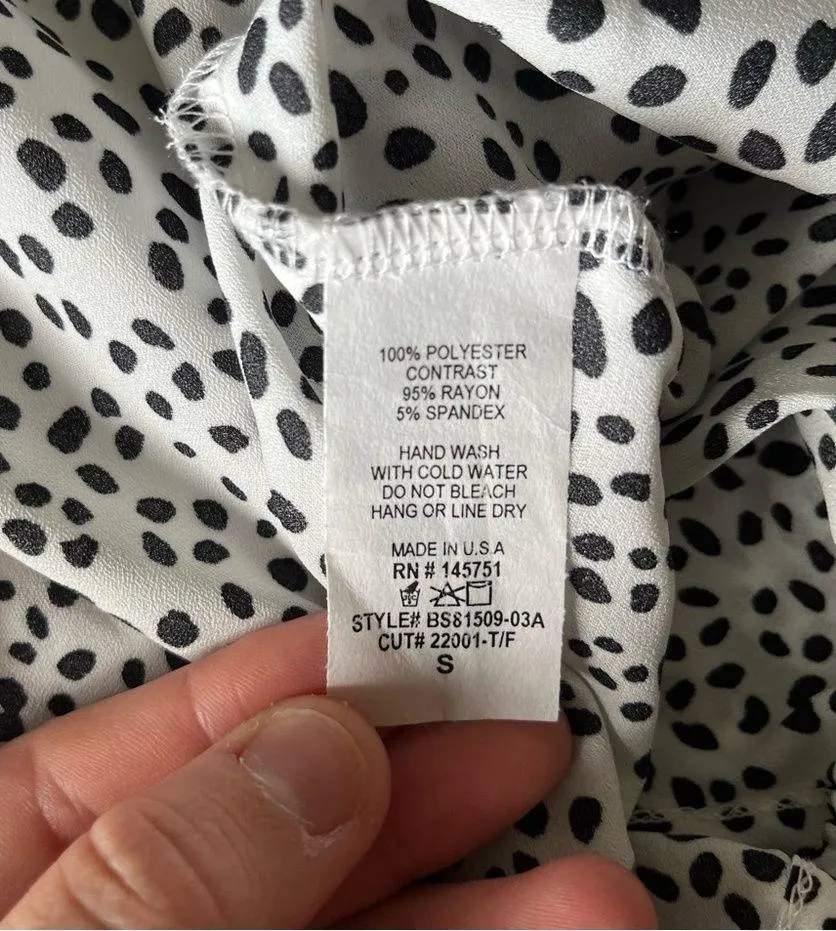 100% POLYESTER
CONTRAST
95% RAYON
5% SPANDEX
HAND WASH
WITH COLD WATER
DO NOT BLEACH
HANG OR LINE DRY
MADE IN U.S.A
RN # 145751
STYLE# BS81509-03A
CUT# 22001-T/F
S